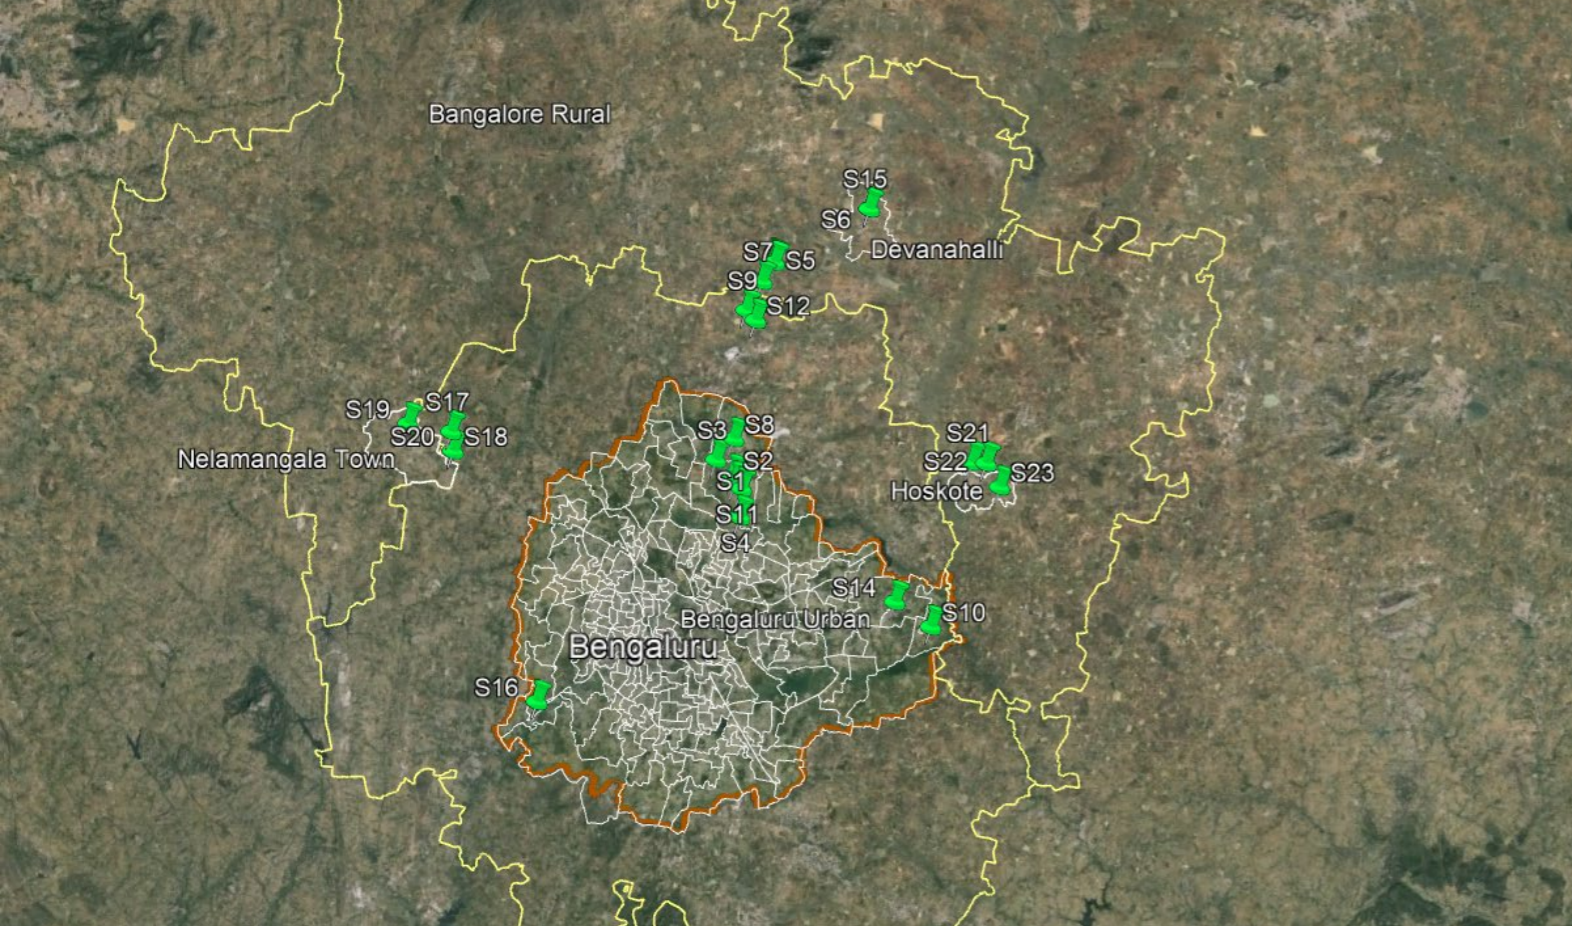 Bangalore Rural
S15
S6
Devanahalli
S7
S5
S9
S12
S19
S17
S20
S18
Nelamangala Town
S3
S8
S2
S1
S11
S4
S21
S22
S23
Hoskote
S14
S10
Bengaluru Urban
Bengaluru
S16